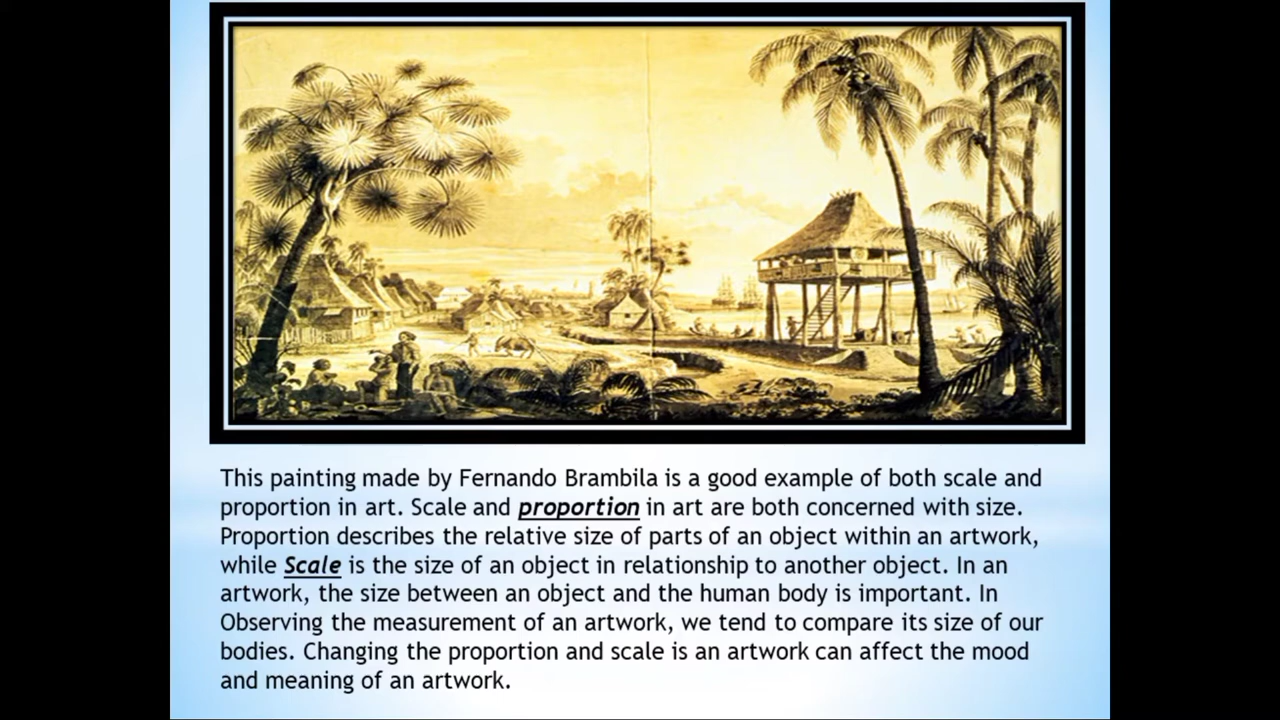 This painting made by Fernando Brambila is a good example of both scale and
proportion in art. Scale and proportion in art are both concerned with size.
Proportion describes the relative size of parts of an object within an artwork,
while Scale is the size of an object in relationship to another object. In an
artwork, the size between an object and the human body is important. In
Observing the measurement of an artwork, we tend to compare its size of our
bodies. Changing the proportion and scale is an artwork can affect the mood
and meaning of an artwork.